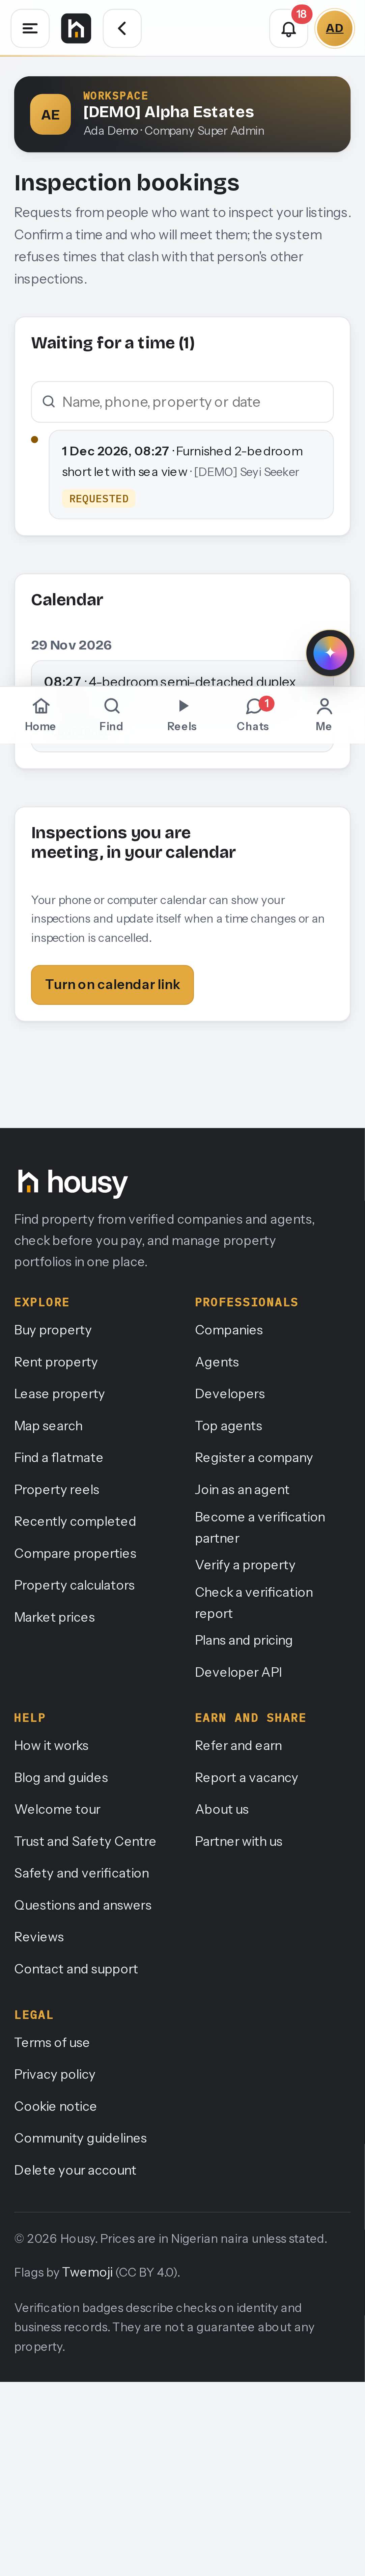 18
AD
AE
WORKSPACE
[DEMO] Alpha Estates
Ada Demo · Company Super Admin
Inspection bookings
Requests from people who want to inspect your listings.
Confirm a time and who will meet them; the system
refuses times that clash with that person's other
inspections.
Waiting for a time (1)
Name, phone, property or date
1 Dec 2026, 08:27 · Furnished 2-bedroom
short let with sea view · [DEMO] Seyi Seeker
REQUESTED
Calendar
29 Nov 2026
08:27 · 4-bedroom semi-detached duplex
Home
Find
Reels
1
Chats
Me
Inspections you are
meeting, in your calendar
Your phone or computer calendar can show your
inspections and update itself when a time changes or an
inspection is cancelled.
Turn on calendar link
housy
Find property from verified companies and agents,
check before you pay, and manage property
portfolios in one place.
EXPLORE
Buy property
Rent property
Lease property
Map search
Find a flatmate
Property reels
Recently completed
Compare properties
Property calculators
Market prices
PROFESSIONALS
Companies
Agents
Developers
Top agents
Register a company
Join as an agent
Become a verification
partner
Verify a property
Check a verification
report
Plans and pricing
Developer API
HELP
How it works
Blog and guides
Welcome tour
Trust and Safety Centre
Safety and verification
Questions and answers
Reviews
Contact and support
EARN AND SHARE
Refer and earn
Report a vacancy
About us
Partner with us
LEGAL
Terms of use
Privacy policy
Cookie notice
Community guidelines
Delete your account
© 2026 Housy. Prices are in Nigerian naira unless stated.
Flags by Twemoji (CC BY 4.0).
Verification badges describe checks on identity and
business records. They are not a guarantee about any
property.